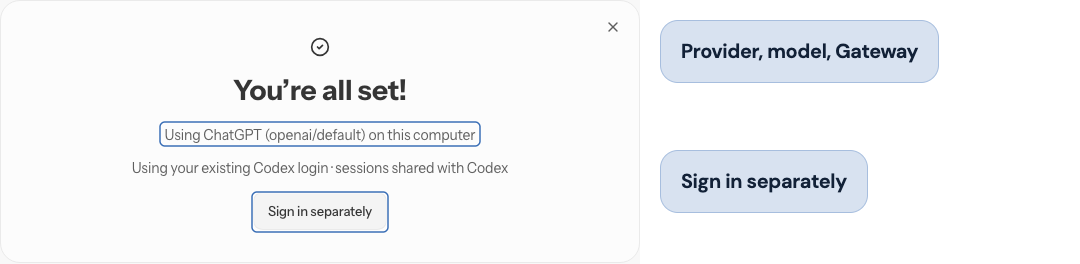 You’re all set!
Using ChatGPT (openai/default) on this computer
Using your existing Codex login · sessions shared with Codex
Sign in separately
Provider, model, Gateway
Sign in separately